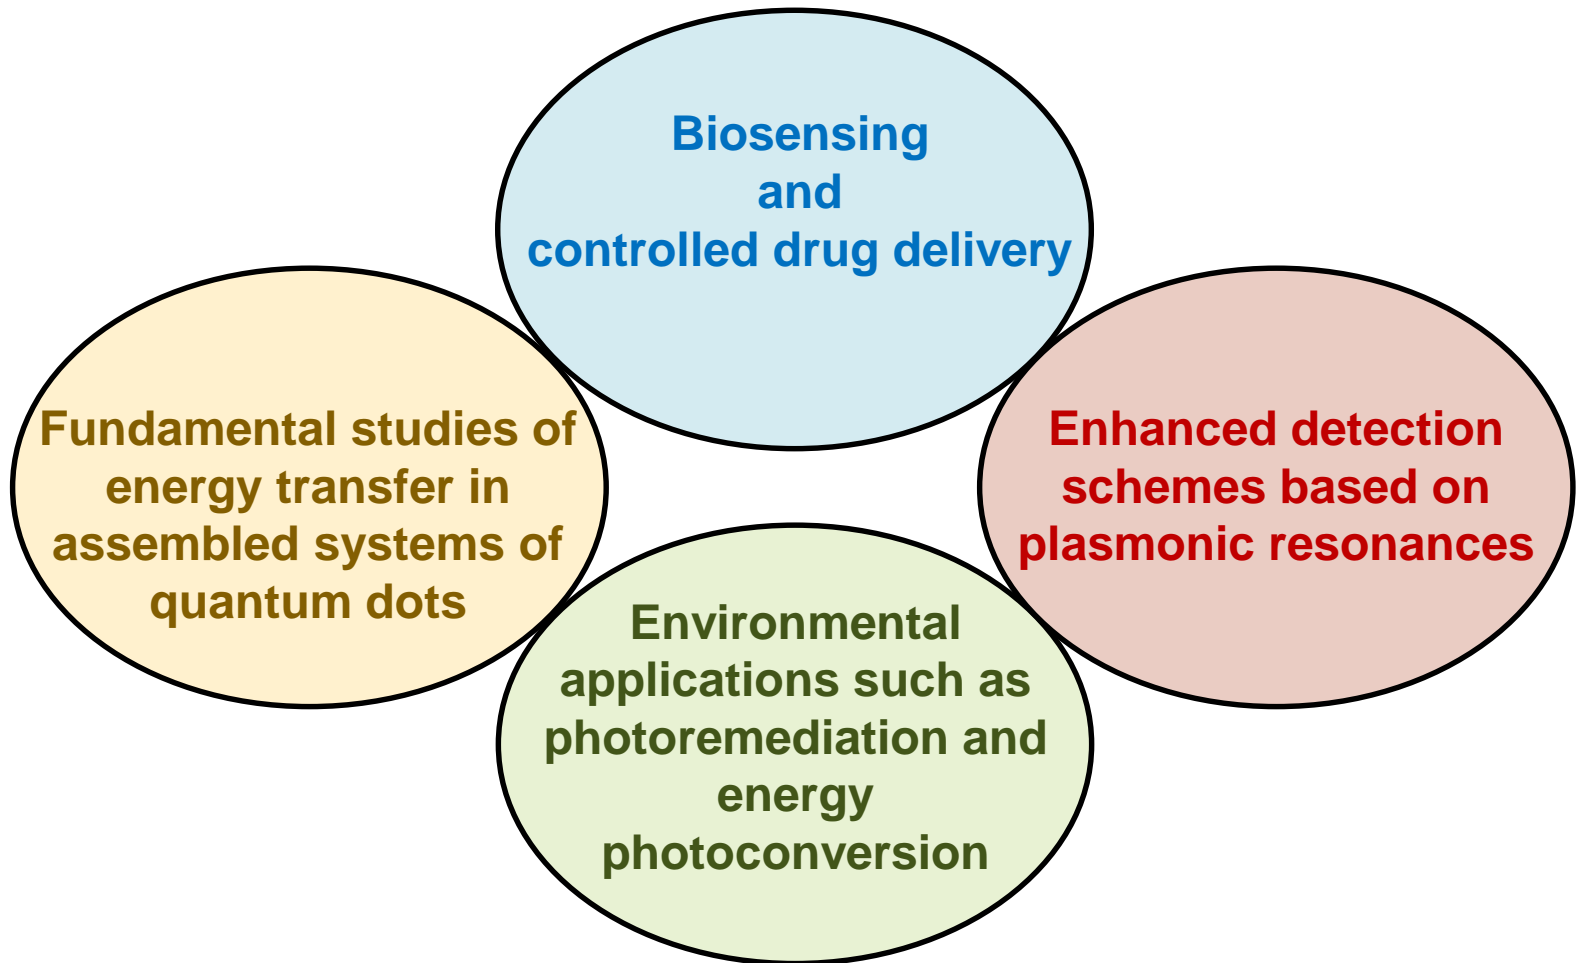 Biosensing
and
controlled drug delivery
Fundamental studies of
energy transfer in
assembled systems of
quantum dots
Enhanced detection
schemes based on
plasmonic resonances
Environmental
applications such as
photoremediation and
energy
photoconversion